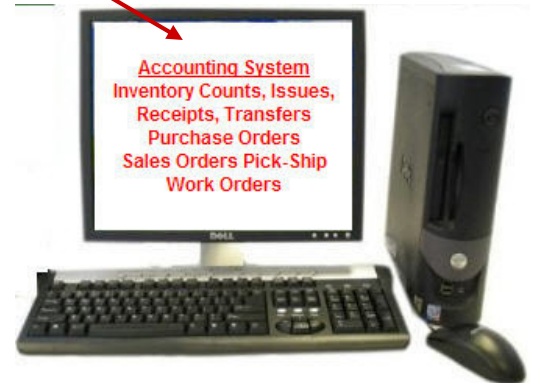 Accounting System
Inventory Counts, Issues,
Receipts, Transfers
Purchase Orders
Sales Orders Pick-Ship
Work Orders
DELL